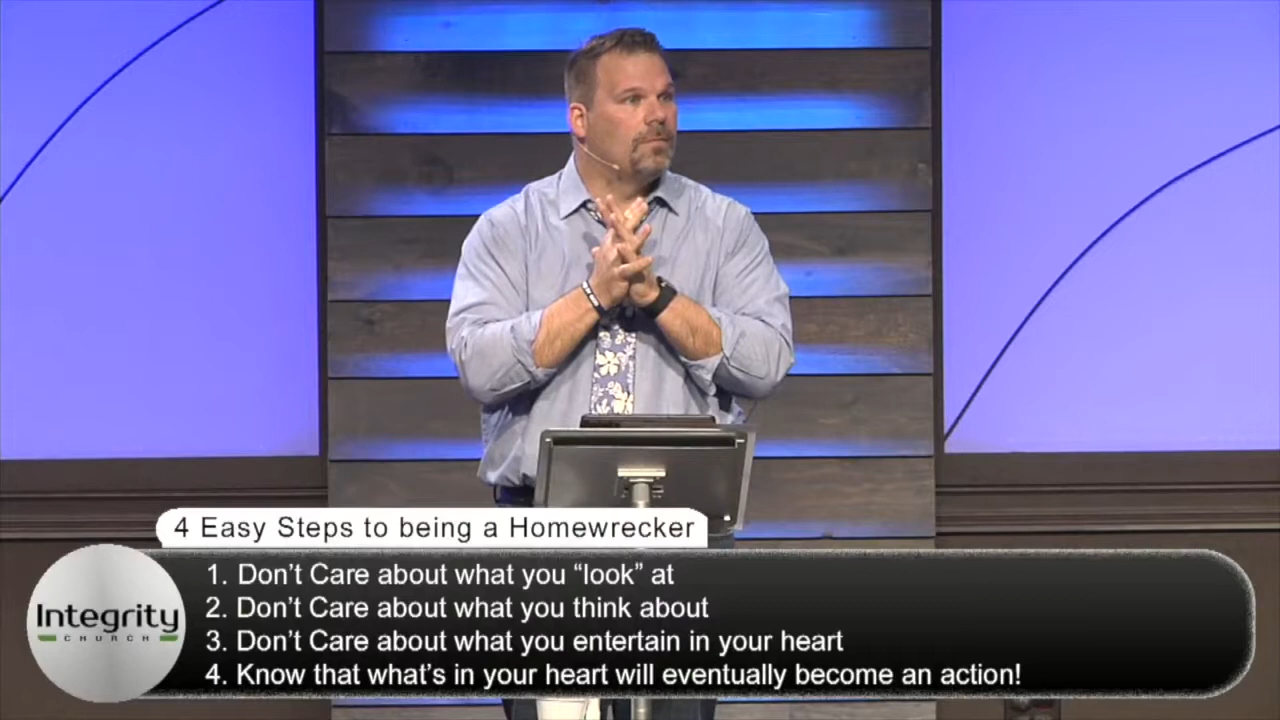 4 Easy Steps to being a Homewrecker
1. Don't Care about what you “look” at
2. Don't Care about what you think about
3. Don't Care about what you entertain in your heart
4. Know that what's in your heart will eventually become an action!
Integrity
CHURCH